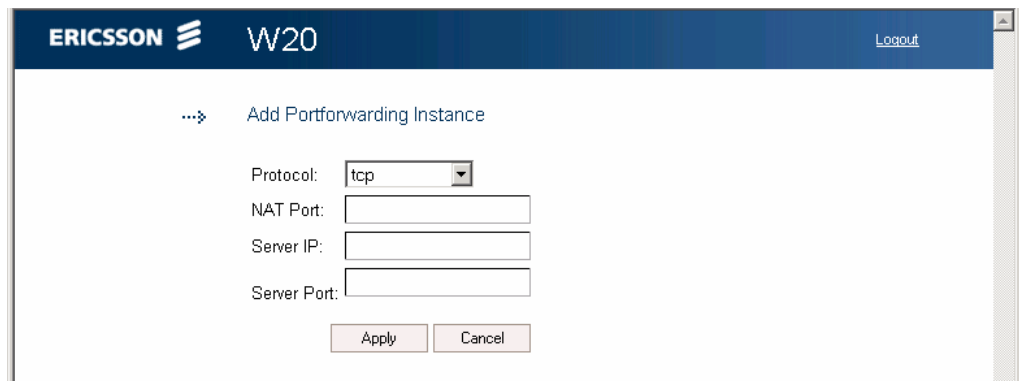 ERICSSON W20 Logout
Add Portforwarding Instance
Protocol: tcp
NAT Port:
Server IP:
Server Port:
Apply Cancel